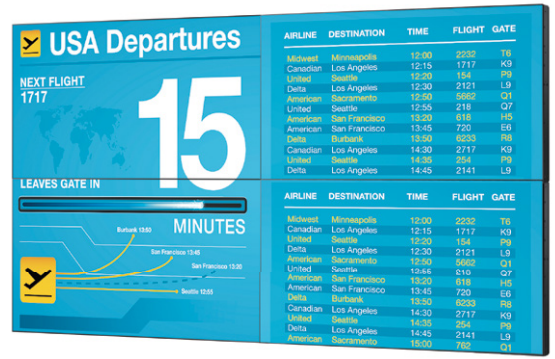 USA Departures
NEXT FLIGHT
1717
15
LEAVES GATE IN
MINUTES
Burbank 13:50
San Francisco 13:45
San Francisco 13:20
Seattle 12:55
AIRLINE DESTINATION TIME FLIGHT GATE
Midwest Minneapolis 12:00 2232 T6
Canadian Los Angeles 12:15 1717 K9
United Seattle 12:20 154 P9
Delta Los Angeles 12:30 2121 L9
American Sacramento 12:50 5662 Q1
United Seattle 12:55 218 Q7
American San Francisco 13:20 618 H5
American San Francisco 13:45 720 E6
Delta Burbank 13:50 6233 R8
Canadian Los Angeles 14:30 2717 K9
United Seattle 14:35 254 P9
Delta Los Angeles 14:45 2141 L9
AIRLINE DESTINATION TIME FLIGHT GATE
Midwest Minneapolis 12:00 2232 T6
Canadian Los Angeles 12:15 1717 K9
United Seattle 12:20 154 P9
Delta Los Angeles 12:30 2121 L9
American Sacramento 12:50 5662 Q1
United Seattle Q7
American San Francisco 13:20 618 H5
American San Francisco 13:45 720 E6
Delta Burbank 13:50 6233 R8
Canadian Los Angeles 14:30 2717 K9
United Seattle 14:35 254 P9
Delta Los Angeles 14:45 2141 L9
American Sacramento 15:00 762 Q1